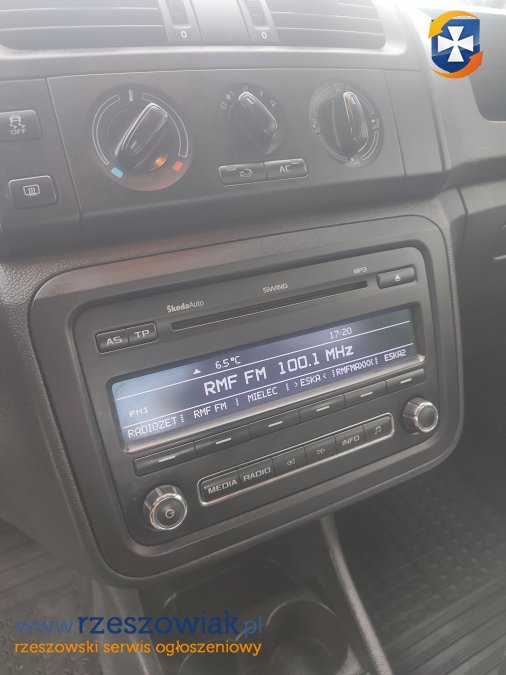 OFF
0
0
AC
ŠkodaAuto
SWING
MP3
AS TP
6.5°C
17:20
RMF FM 100.1 MHz
FM1
RADIOZET RMF FM MIELEC >ESKA< RMFMAXXX ESKA2
MEDIA RADIO INFO
www.rzeszowiak.pl
rzeszowski serwis ogłoszeniowy